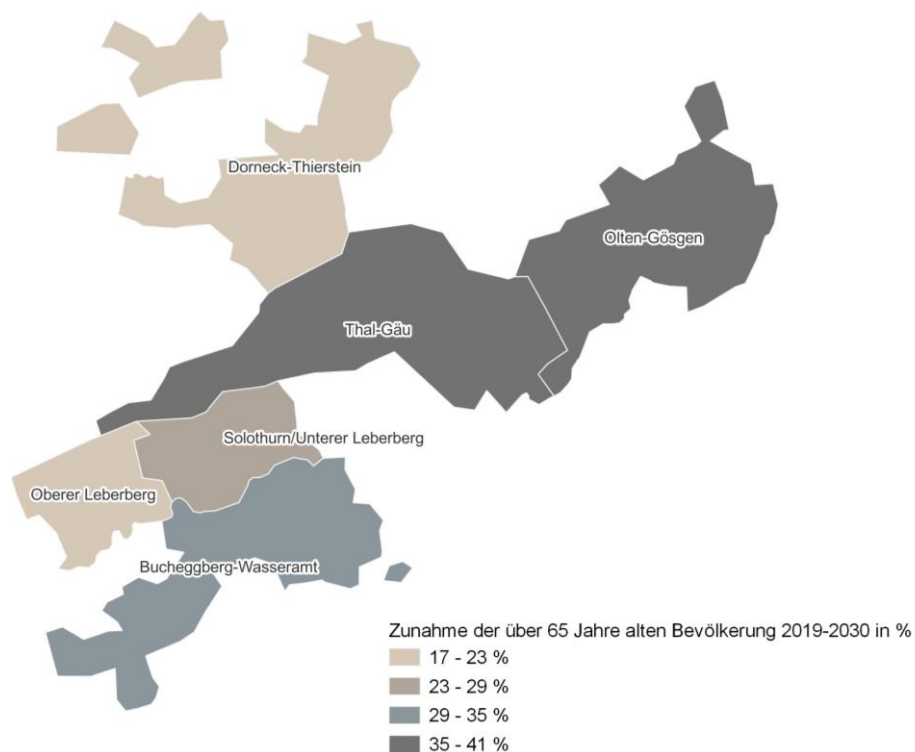 Dorneck-Thierstein
Olten-Gösgen
Thal-Gäu
Solothurn/Unterer Leberberg
Oberer Leberberg
Bucheggberg-Wasseramt
Zunahme der über 65 Jahre alten Bevölkerung 2019-2030 in %
17 - 23 %
23 - 29 %
29 - 35 %
35 - 41 %